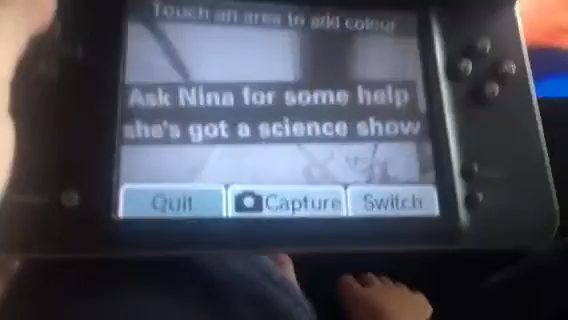 Touch an area to add colour
Ask Nina for some help
she's got a science show
Quit
Capture
Switch